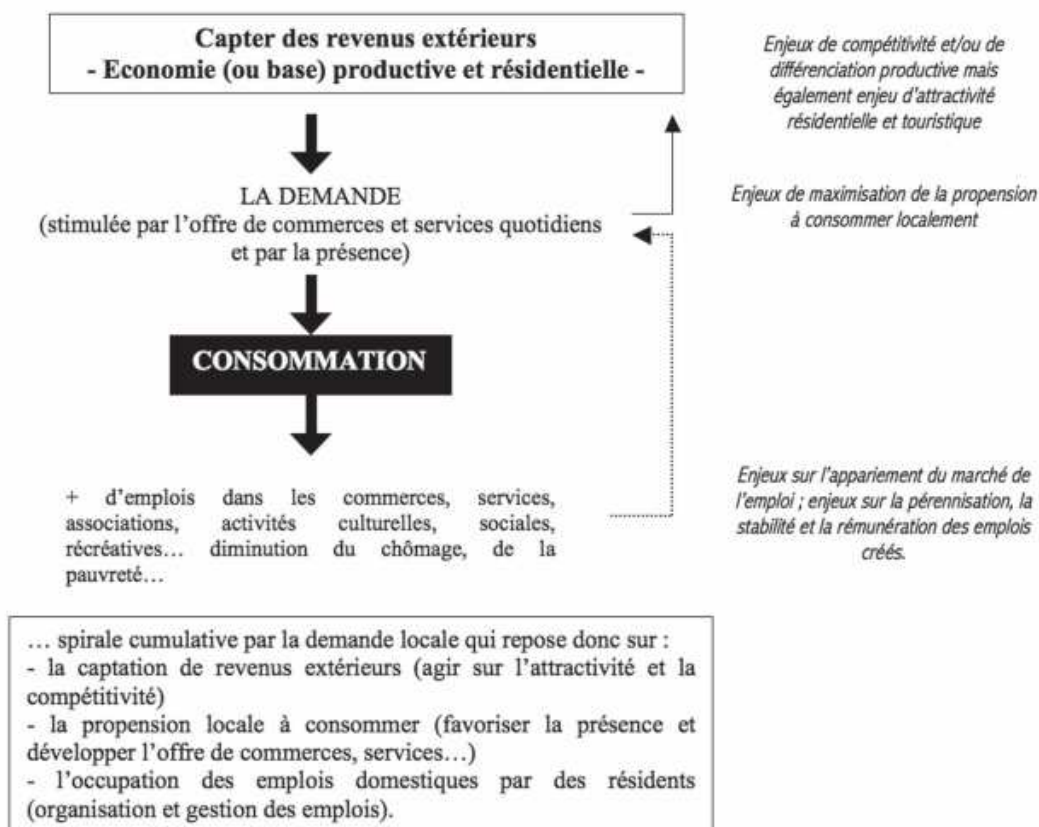 Capter des revenus extérieurs
- Economie (ou base) productive et résidentielle -
Enjeux de compétitivité et/ou de
différenciation productive mais
également enjeu d'attractivité
résidentielle et touristique
LA DEMANDE
(stimulée par l'offre de commerces et services quotidiens
et par la présence)
Enjeux de maximisation de la propension
à consommer localement
CONSOMMATION
+ d'emplois dans les commerces, services,
associations, activités culturelles, sociales,
récréatives… diminution du chômage, de la
pauvreté…
Enjeux sur l'appariement du marché de
l'emploi ; enjeux sur la pérennisation, la
stabilité et la rémunération des emplois
créés.
… spirale cumulative par la demande locale qui repose donc sur :
- la captation de revenus extérieurs (agir sur l'attractivité et la
compétitivité)
- la propension locale à consommer (favoriser la présence et
développer l'offre de commerces, services…)
- l'occupation des emplois domestiques par des résidents
(organisation et gestion des emplois).